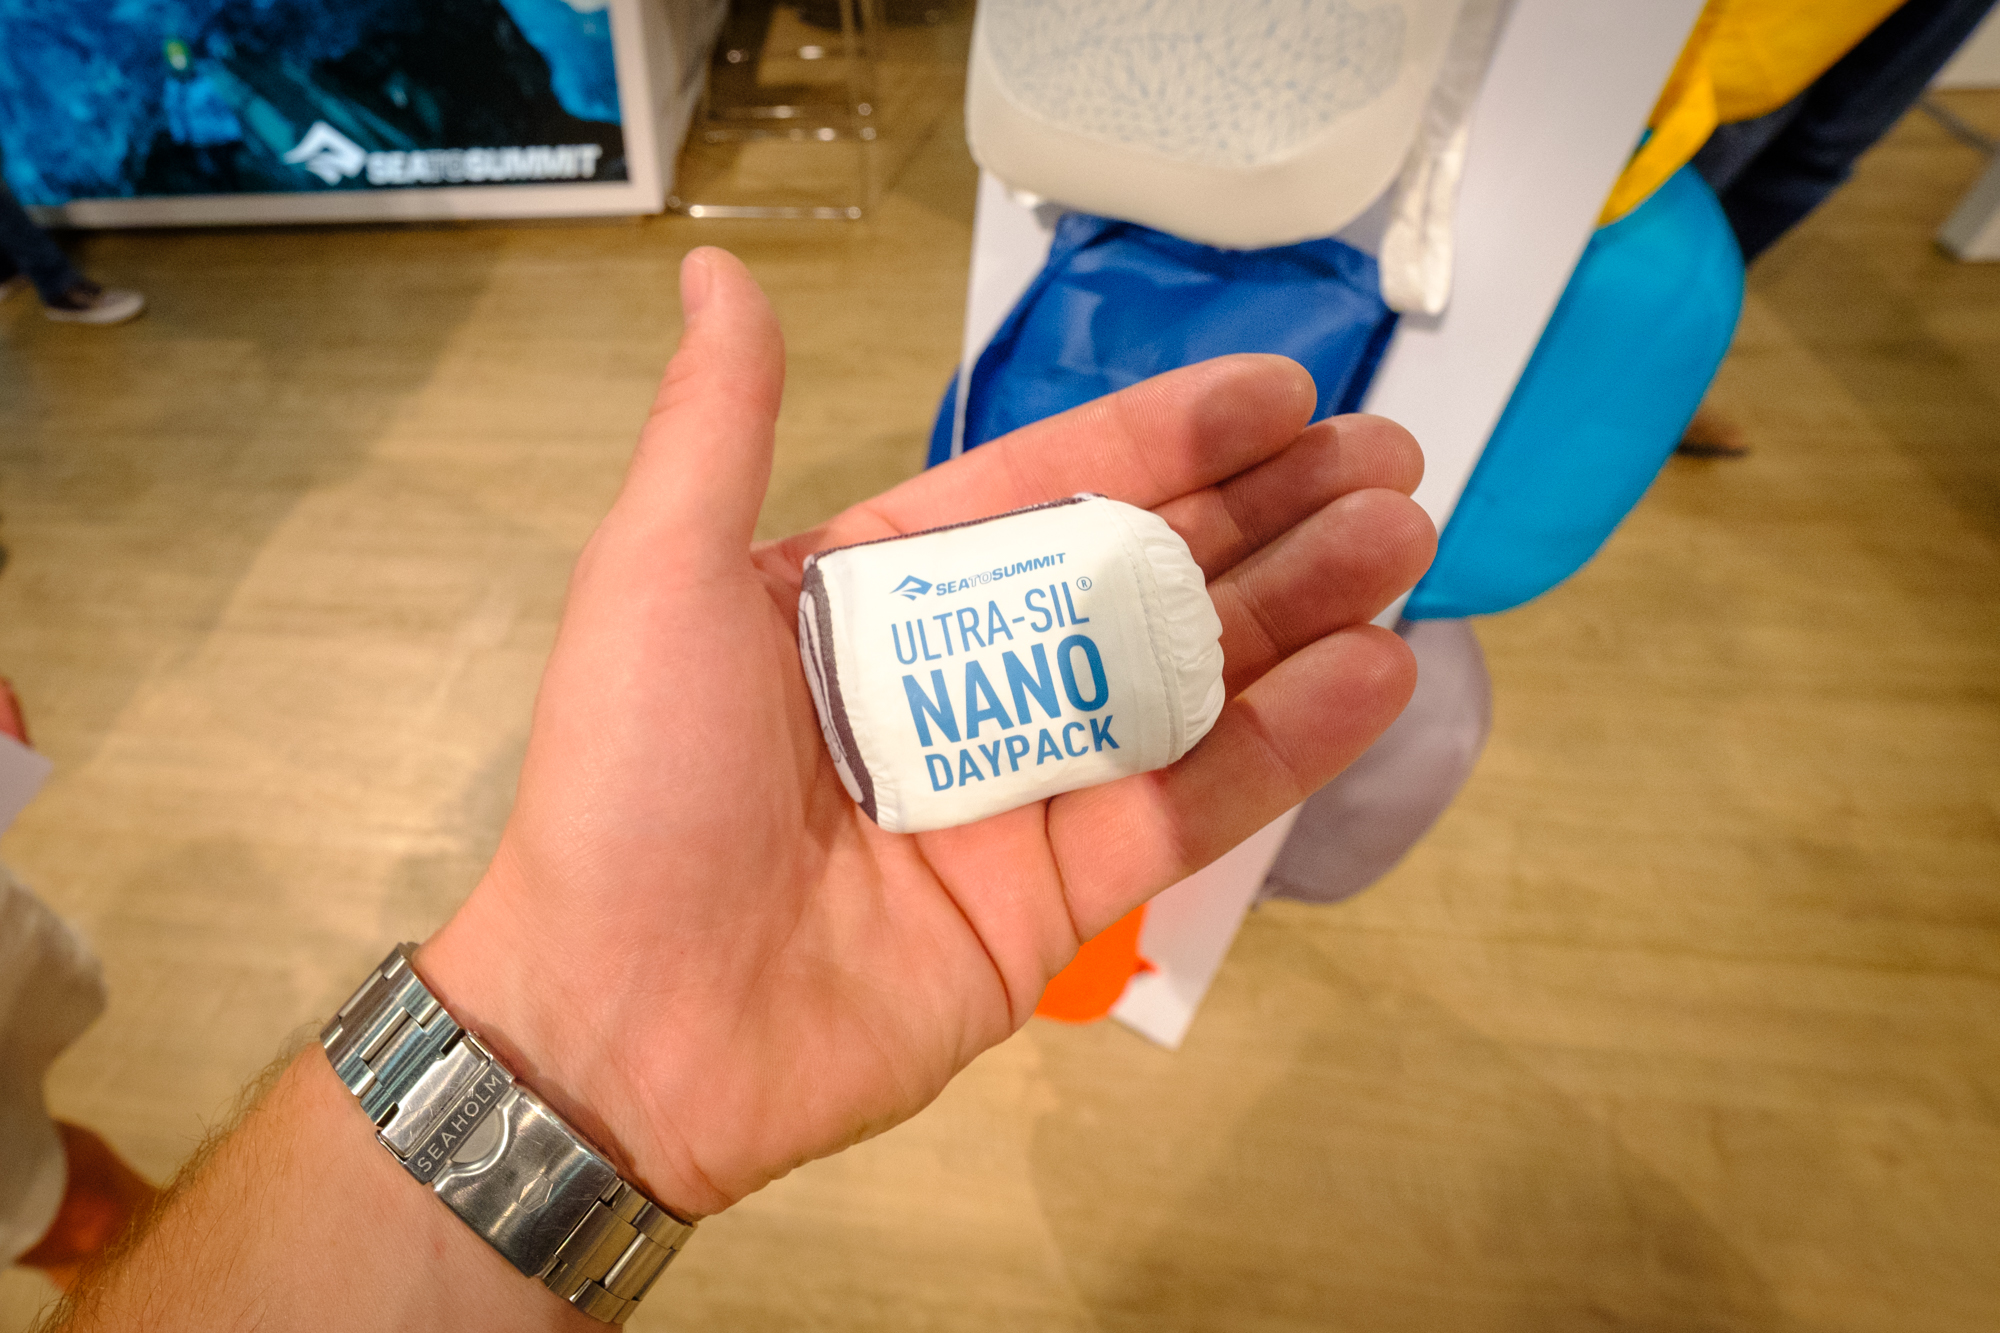 SEATOSUMMIT
SEATOSUMMIT
ULTRA-SIL®
NANO
DAYPACK
SEAHOLM